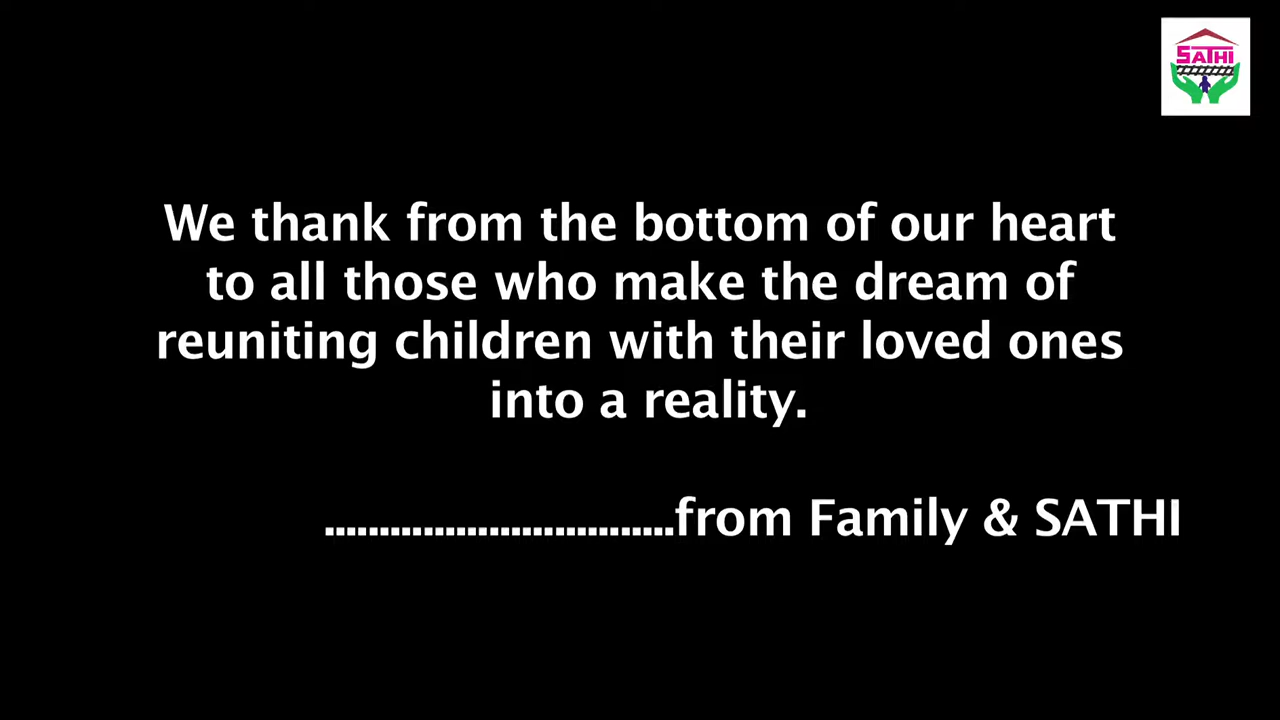 SATHI
We thank from the bottom of our heart
to all those who make the dream of
reuniting children with their loved ones
into a reality.
................................from Family & SATHI